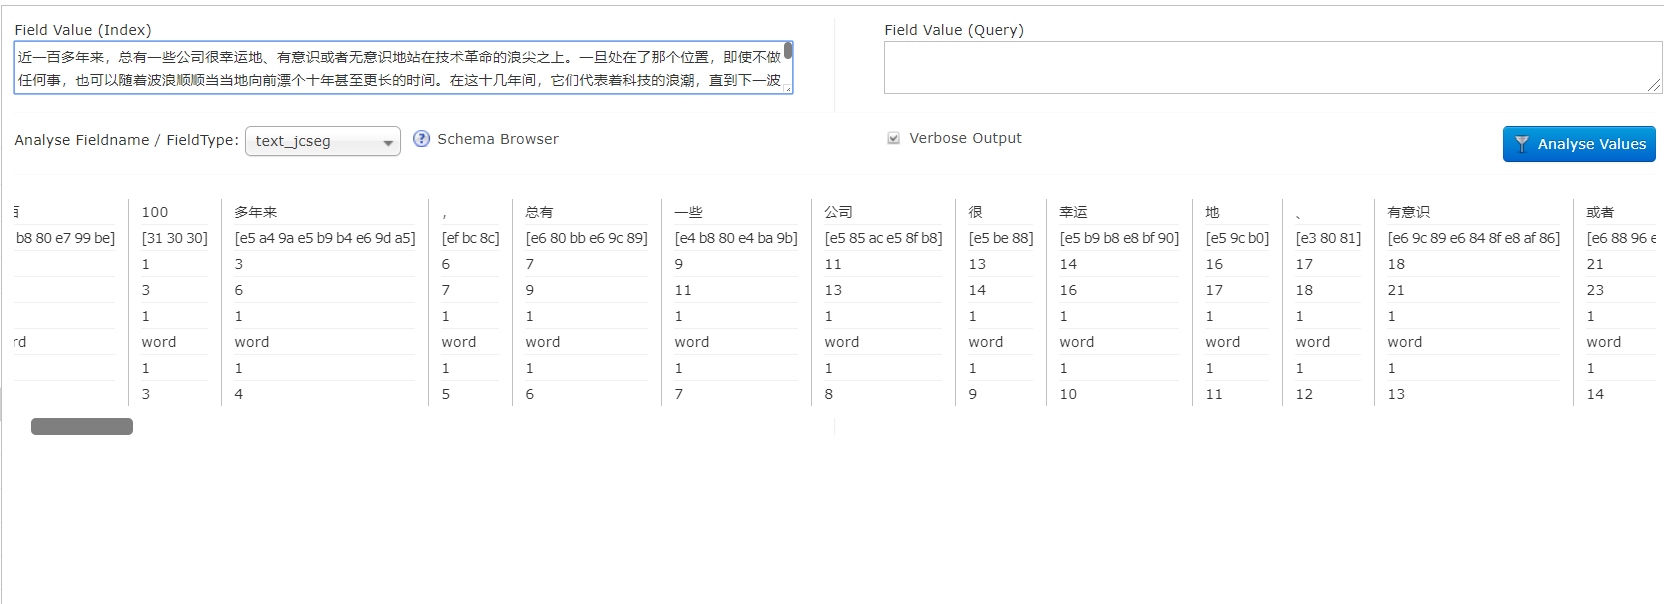 Field Value (Index)
Field Value (Query)
近一百多年来，总有一些公司很幸运地、有意识或者无意识地站在技术革命的浪尖之上。一旦处在了那个位置，即使不做
任何事，也可以随着波浪顺顺当当地向前漂个十年甚至更长的时间。在这十几年间，它们代表着科技的浪潮，直到下一波
Analyse Fieldname / FieldType: text_jcseg ? Schema Browser
Verbose Output
Analyse Values
100 多年来 ， 总有 一些 公司 很 幸运 地 、 有意识 或者
b8 80 e7 99 be] [31 30 30] [e5 a4 9a e5 b9 b4 e6 9d a5] [ef bc 8c] [e6 80 bb e6 9c 89] [e4 b8 80 e4 ba 9b] [e5 85 ac e5 8f b8] [e5 be 88] [e5 b9 b8 e8 bf 90] [e5 9c b0] [e3 80 81] [e6 9c 89 e6 84 8f e8 af 86] [e6 88 96 e
1 3 6 7 9 11 13 14 16 17 18 21
3 6 7 9 11 13 14 16 17 18 21 23
1 1 1 1 1 1 1 1 1 1 1 1
rd word word word word word word word word word word word word
1 1 1 1 1 1 1 1 1 1 1 1
3 4 5 6 7 8 9 10 11 12 13 14